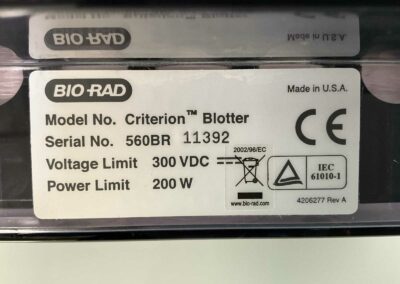 BIO-RAD
Made in U.S.A.
BIO-RAD
Made in U.S.A.
Model No. Criterion™ Blotter
Serial No. 560BR 11392
Voltage Limit 300 VDC
Power Limit 200 W
CE
2002/96/EC
www.bio-rad.com
IEC
61010-1
4206277 Rev A